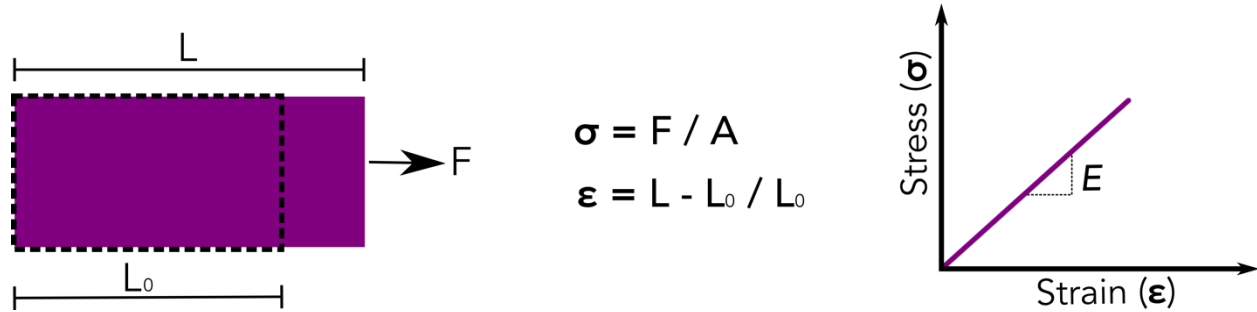 L
F
L₀
σ = F / A
ε = L - L₀ / L₀
Stress (σ)
E
Strain (ε)